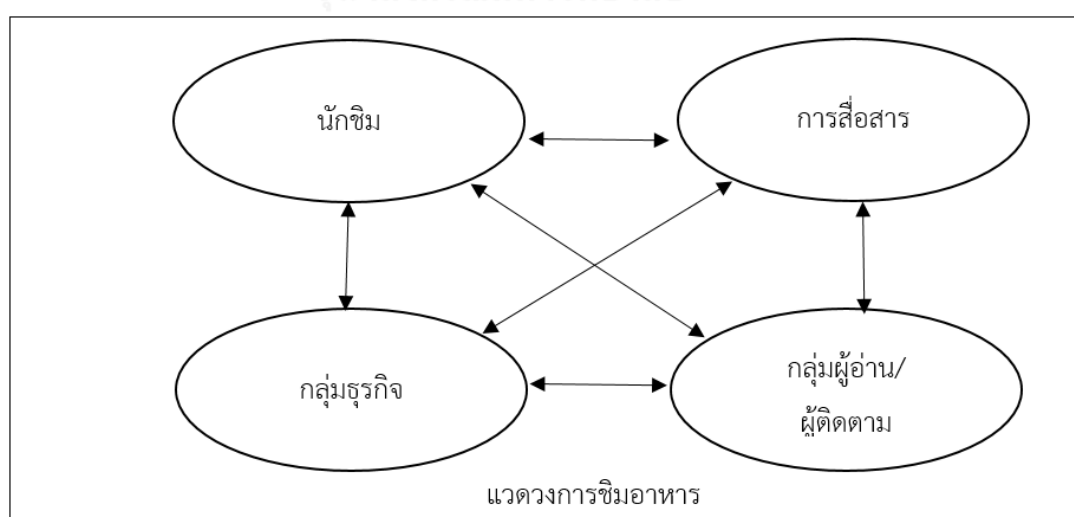 นักชิม
การสื่อสาร
กลุ่มธุรกิจ
กลุ่มผู้อ่าน/
ผู้ติดตาม
แวดวงการชิมอาหาร